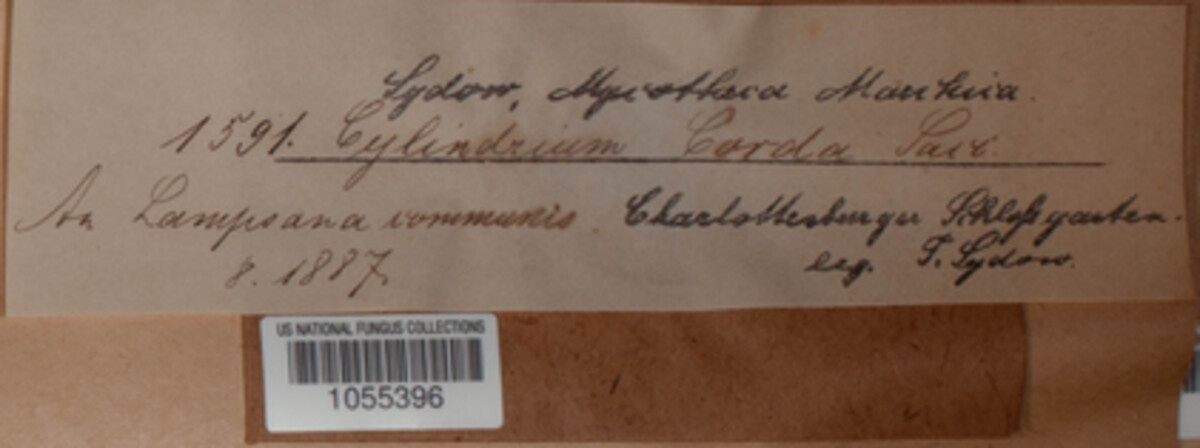 Sydow, Mycotheca Marchica.
1591. Cylindrium Corda Sacc.
An Lampsana communis. Charlottenburger Schloßgarten.
8. 1887. leg. P. Sydow.
US NATIONAL FUNGUS COLLECTIONS
1055396